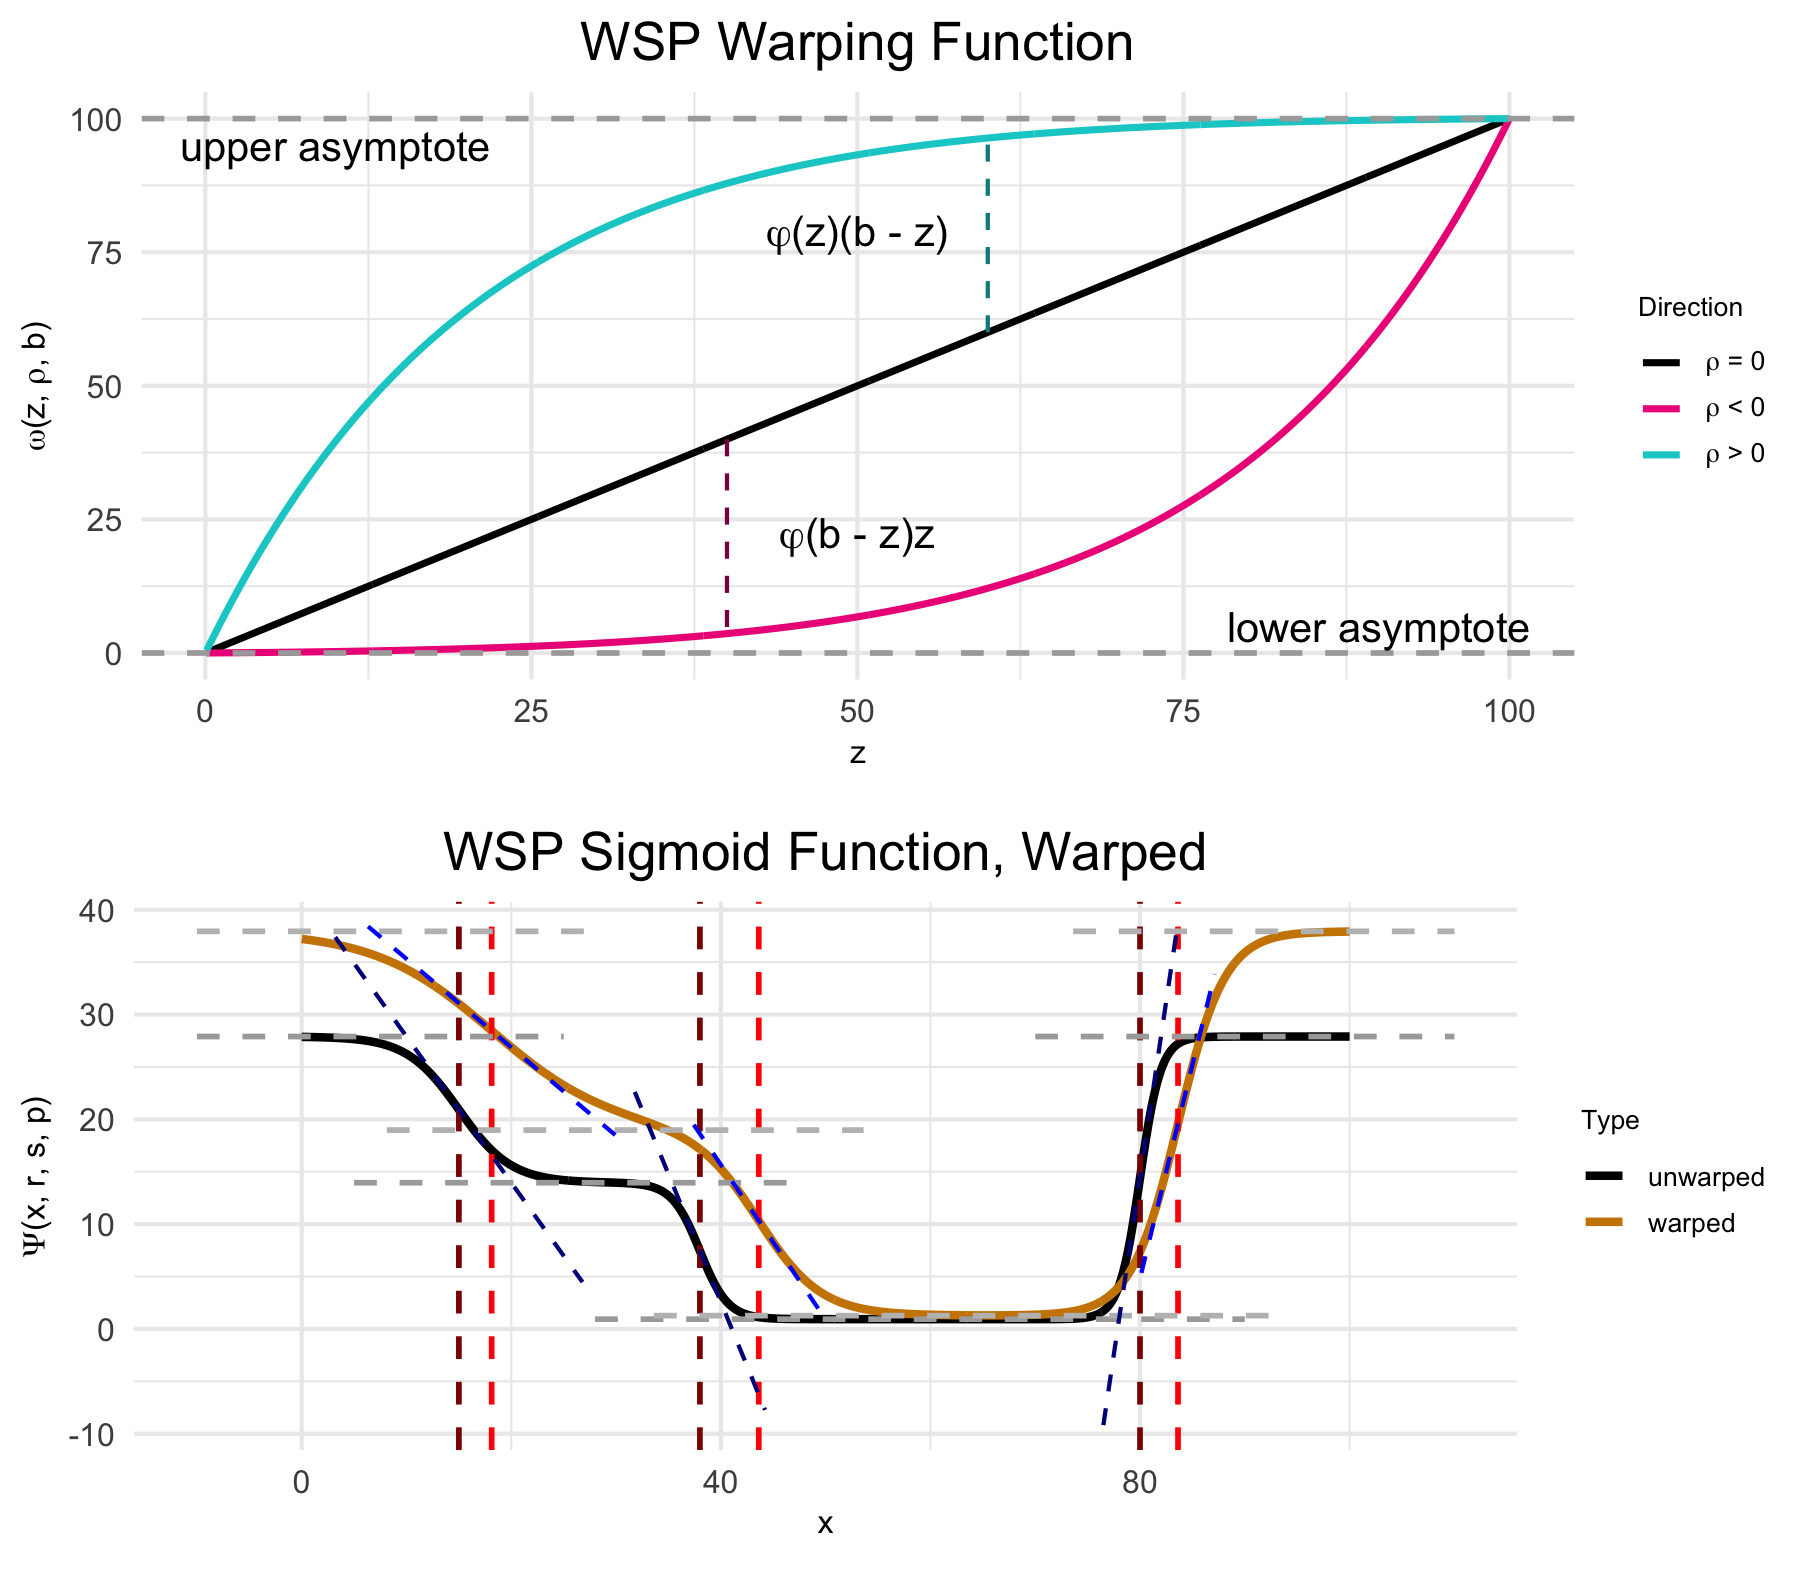 WSP Warping Function
100
75
50
25
0
ω(z, ρ, b)
upper asymptote
φ(z)(b - z)
φ(b - z)z
lower asymptote
0 25 50 75 100
z
Direction
ρ = 0
ρ < 0
ρ > 0
WSP Sigmoid Function, Warped
40
30
20
10
0
-10
Ψ(x, r, s, p)
0 40 80
x
Type
unwarped
warped